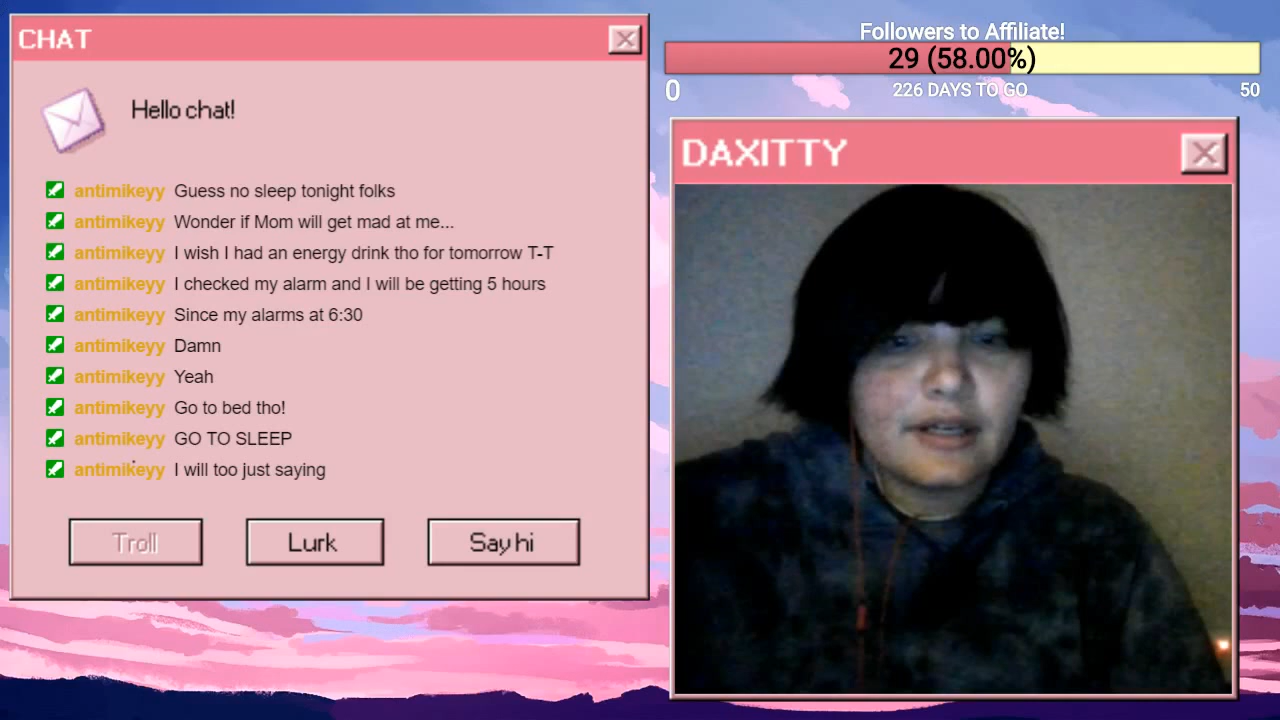 CHAT
Hello chat!
antimikeyy Guess no sleep tonight folks
antimikeyy Wonder if Mom will get mad at me...
antimikeyy I wish I had an energy drink tho for tomorrow T-T
antimikeyy I checked my alarm and I will be getting 5 hours
antimikeyy Since my alarms at 6:30
antimikeyy Damn
antimikeyy Yeah
antimikeyy Go to bed tho!
antimikeyy GO TO SLEEP
antimikeyy I will too just saying
Troll Lurk Say hi
Followers to Affiliate!
29 (58.00%)
0 226 DAYS TO GO 50
DAXITTY